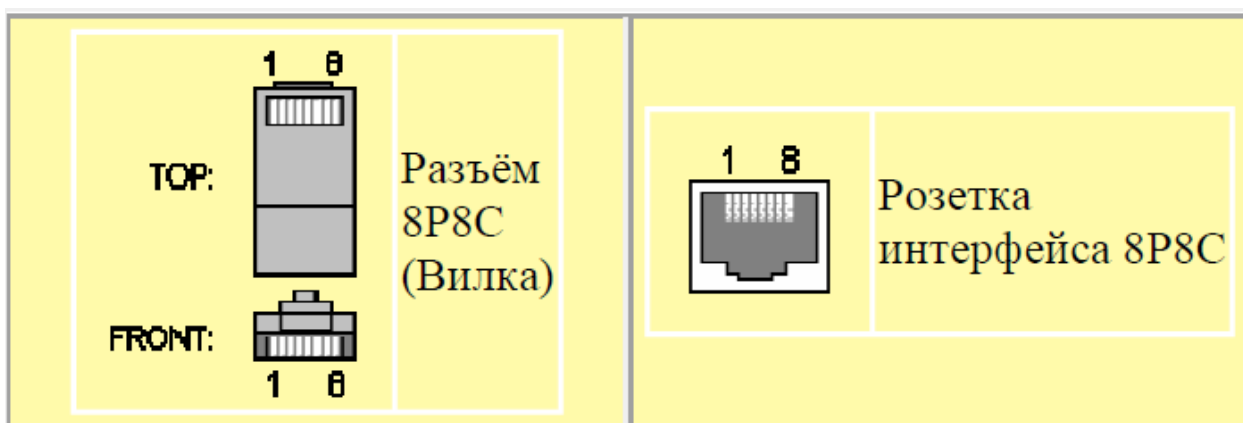 1 8
TOP:
Разъём
8P8C
(Вилка)
FRONT:
1 8
1 8
Розетка
интерфейса 8P8C